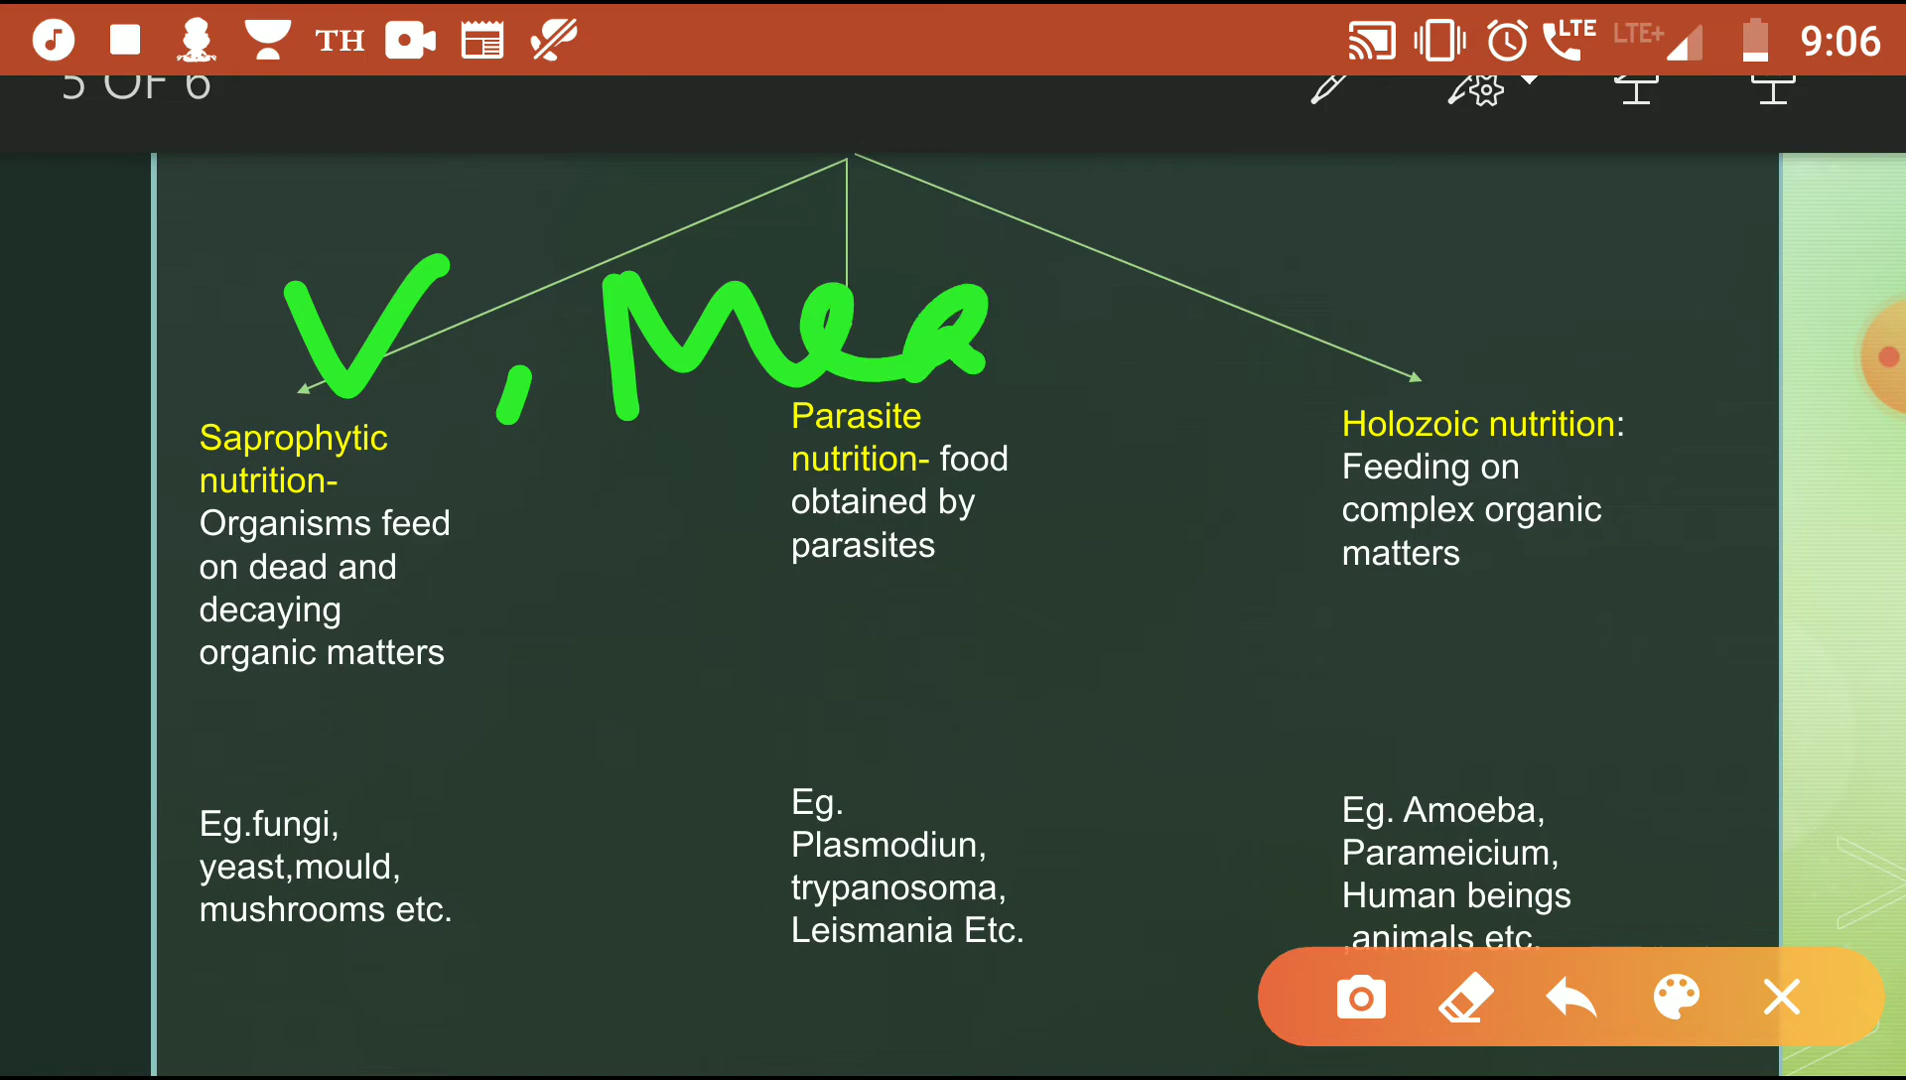 TH LTE LTE+ 9:06
5 OF 6
V, Mea
Saprophytic
nutrition-
Organisms feed
on dead and
decaying
organic matters
Eg.fungi,
yeast,mould,
mushrooms etc.
Parasite
nutrition- food
obtained by
parasites
Eg.
Plasmodiun,
trypanosoma,
Leismania Etc.
Holozoic nutrition:
Feeding on
complex organic
matters
Eg. Amoeba,
Parameicium,
Human beings
,animals etc.